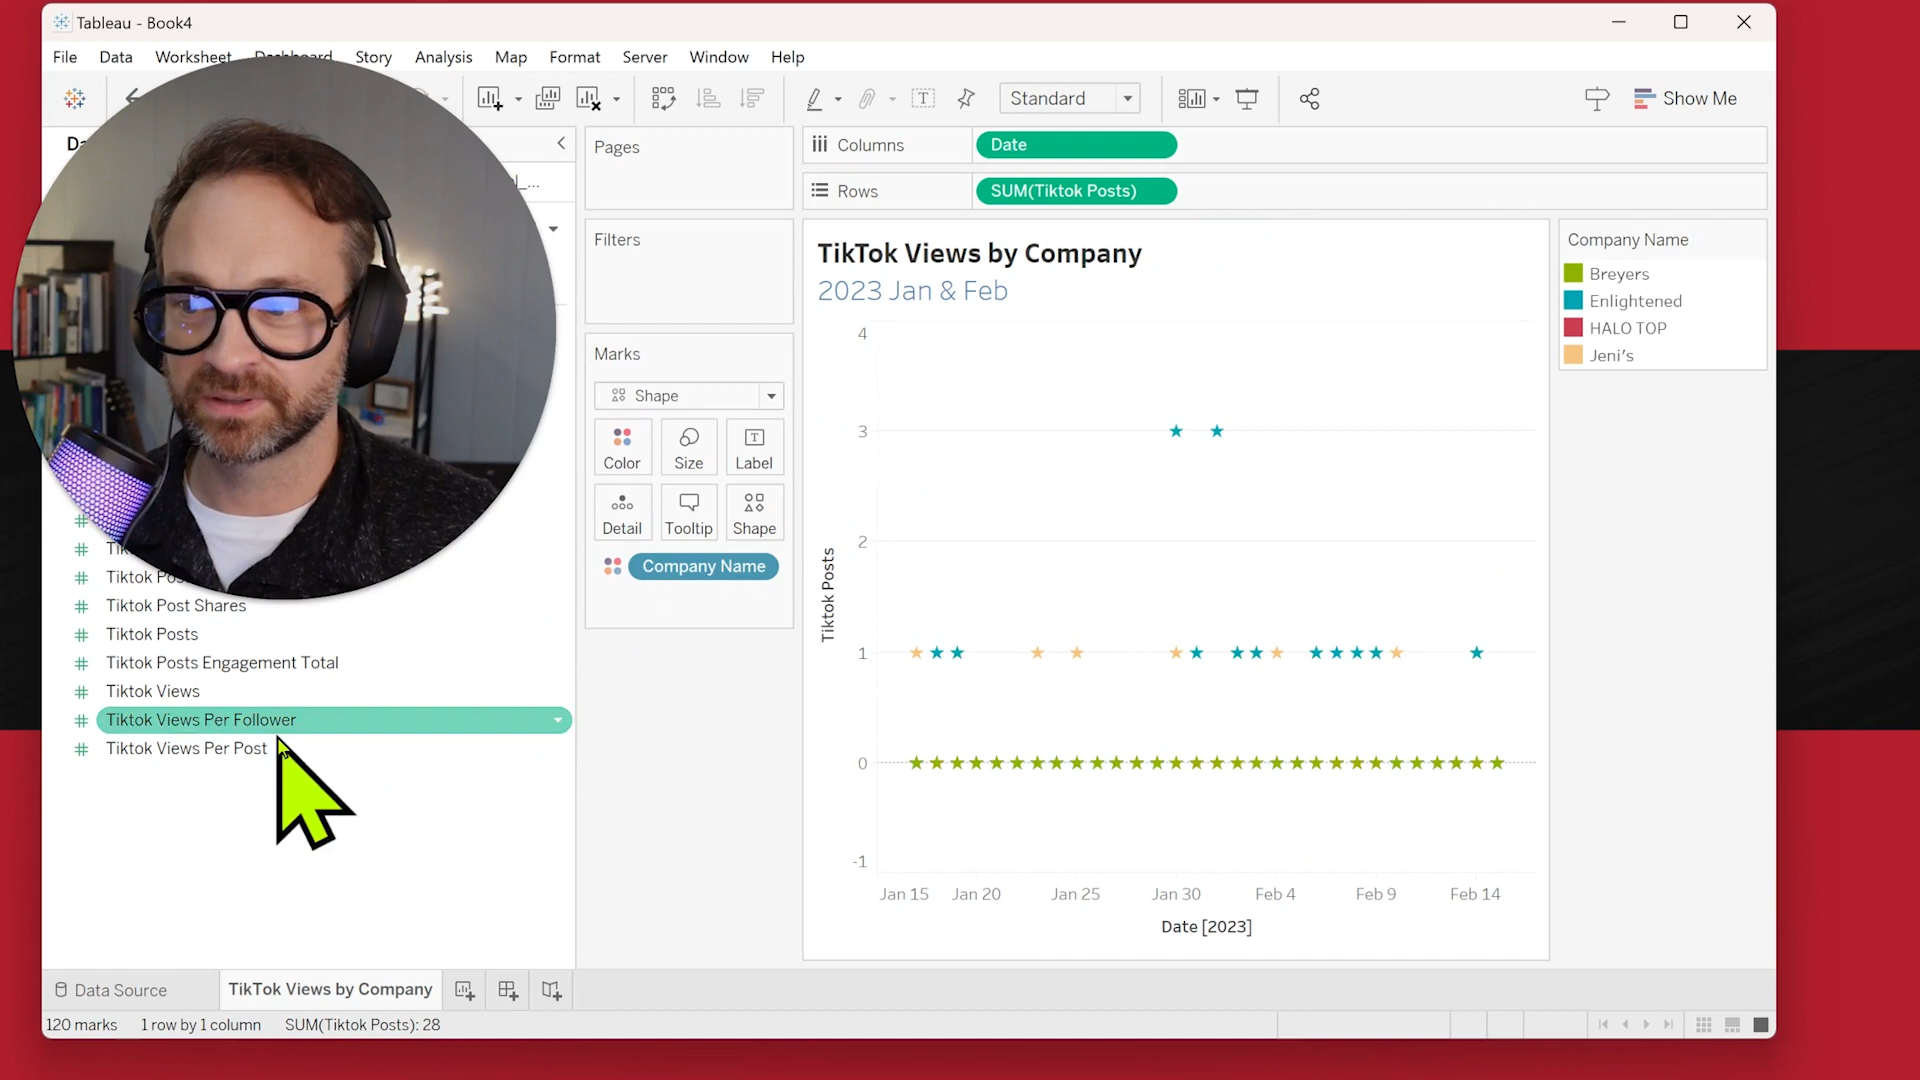 Tableau - Book4
File Data Worksheet Dashboard Story Analysis Map Format Server Window Help
Standard
Show Me
Pages
Columns
Date
Rows
SUM(Tiktok Posts)
Filters
Marks
Shape
Color
Size
Label
Detail
Tooltip
Shape
Company Name
Tiktok Post Shares
Tiktok Posts
Tiktok Posts Engagement Total
Tiktok Views
Tiktok Views Per Follower
Tiktok Views Per Post
TikTok Views by Company
2023 Jan & Feb
4
3
2
1
0
-1
Tiktok Posts
Jan 15
Jan 20
Jan 25
Jan 30
Feb 4
Feb 9
Feb 14
Date [2023]
Company Name
Breyers
Enlightened
HALO TOP
Jeni's
Data Source
TikTok Views by Company
120 marks
1 row by 1 column
SUM(Tiktok Posts): 28